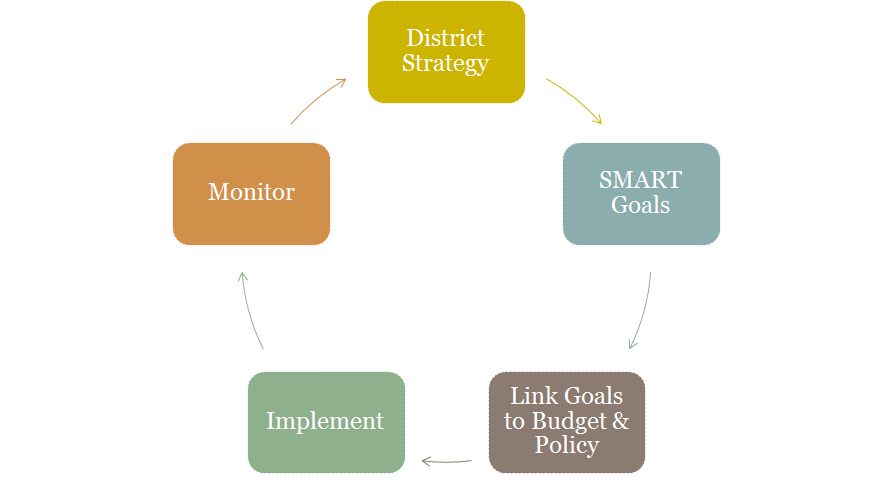 District
Strategy
SMART
Goals
Link Goals
to Budget &
Policy
Implement
Monitor